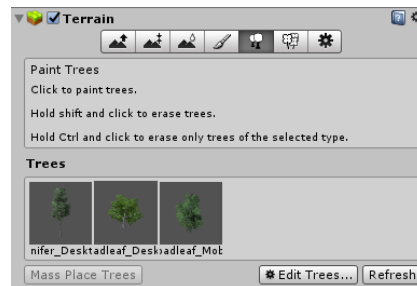 Terrain
Paint Trees
Click to paint trees.
Hold shift and click to erase trees.
Hold Ctrl and click to erase only trees of the selected type.
Trees
nifer_Deskt adleaf_Desk adleaf_Mob
Mass Place Trees Edit Trees... Refresh